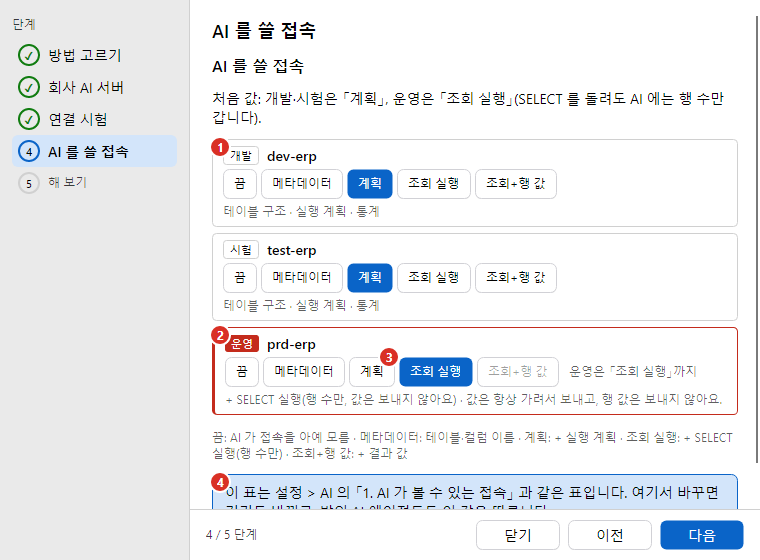 단계
방법 고르기
회사 AI 서버
연결 시험
4 AI 를 쓸 접속
5 해 보기
AI 를 쓸 접속
AI 를 쓸 접속
처음 값: 개발·시험은 「계획」, 운영은 「조회 실행」(SELECT 를 돌려도 AI 에는 행 수만
갑니다).
1
개발 dev-erp
끔 메타데이터 계획 조회 실행 조회+행 값
테이블 구조 · 실행 계획 · 통계
시험 test-erp
끔 메타데이터 계획 조회 실행 조회+행 값
테이블 구조 · 실행 계획 · 통계
2
운영 prd-erp
3
끔 메타데이터 계획 조회 실행 조회+행 값 운영은 「조회 실행」까지
+ SELECT 실행(행 수만, 값은 보내지 않아요) · 값은 항상 가려서 보내고, 행 값은 보내지 않아요.
끔: AI 가 접속을 아예 모름 · 메타데이터: 테이블·컬럼 이름 · 계획: + 실행 계획 · 조회 실행: + SELECT
실행(행 수만) · 조회+행 값: + 결과 값
4
이 표는 설정 > AI 의 「1. AI 가 볼 수 있는 접속」 과 같은 표입니다. 여기서 바꾸면
4 / 5 단계
닫기 이전 다음